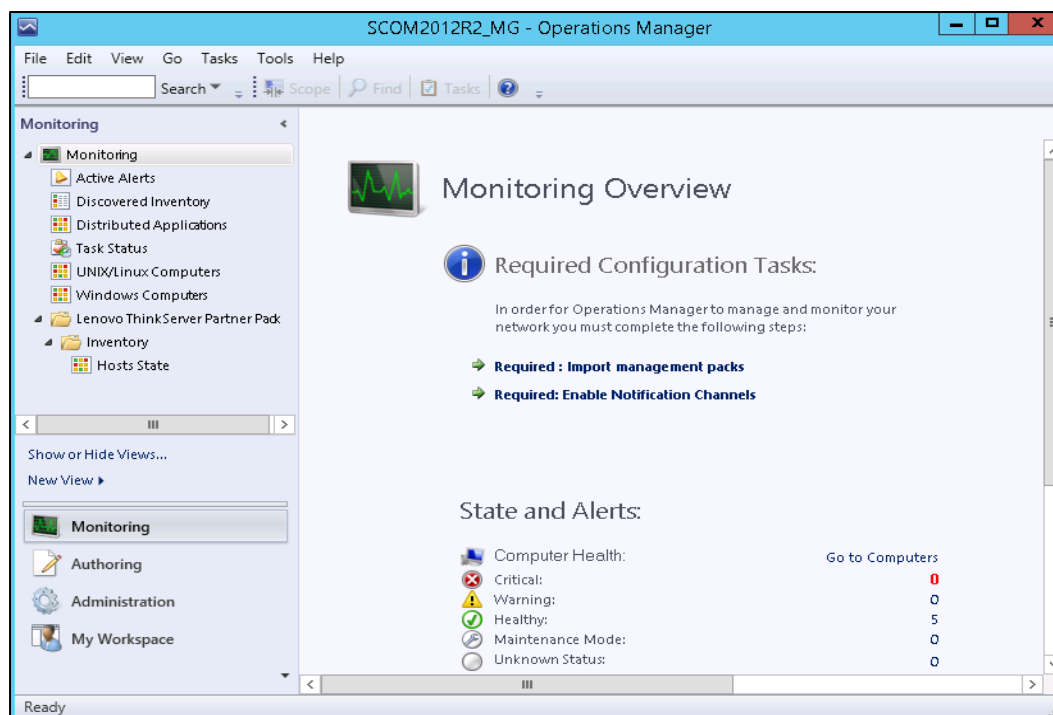 SCOM2012R2_MG - Operations Manager
File Edit View Go Tasks Tools Help
Search Scope Find Tasks
Monitoring
Monitoring
Active Alerts
Discovered Inventory
Distributed Applications
Task Status
UNIX/Linux Computers
Windows Computers
Lenovo ThinkServer Partner Pack
Inventory
Hosts State
Show or Hide Views...
New View
Monitoring
Authoring
Administration
My Workspace
Monitoring Overview
Required Configuration Tasks:
In order for Operations Manager to manage and monitor your
network you must complete the following steps:
Required : Import management packs
Required: Enable Notification Channels
State and Alerts:
Computer Health: Go to Computers
Critical: 0
Warning: 0
Healthy: 5
Maintenance Mode: 0
Unknown Status: 0
Ready